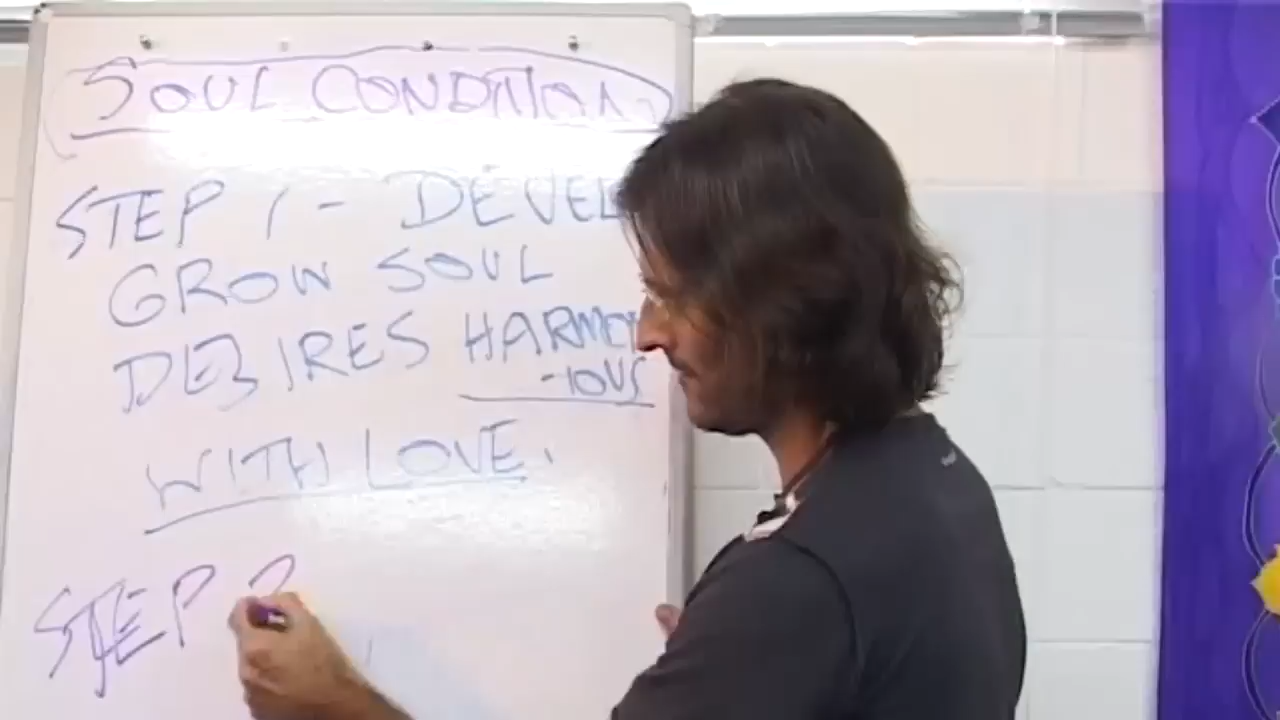 SOUL CONDITION
STEP 1 - DEVEL
GROW SOUL
DESIRES HARMON
-IOUS
WITH LOVE.
STEP 2